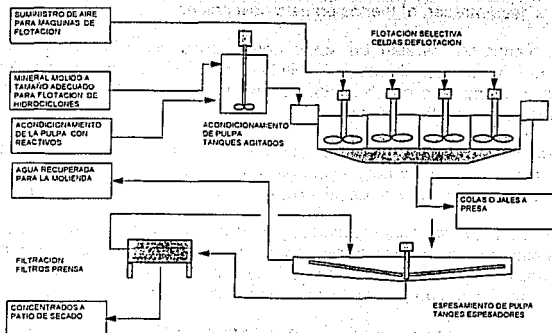 SUMINISTRO DE AIRE
PARA MAQUINAS DE
FLOTACION
FLOTACION SELECTIVA
CELDAS DEFLOTACION
MINERAL MOLIDO A
TAMAÑO ADECUADO
PARA FLOTACION DE
HIDROCICLONES
ACONDICIONAMIENTO
DE LA PULPA CON
REACTIVOS
ACONDICIONAMIENTO
DE PULPA
TANQUES AGITADOS
AGUA RECUPERADA
PARA LA MOLIENDA
COLAS O JALES A
PRESA
FILTRACION
FILTROS PRENSA
ESPESAMIENTO DE PULPA
TANQES ESPESADORES
CONCENTRADOS A
PATIO DE SECADO